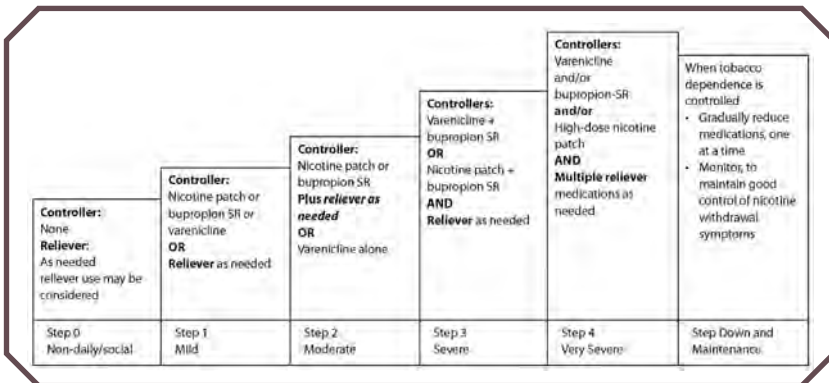 Controller:
None
Reliever:
As needed
reliever use may be
considered
Step 0
Non-daily/social
Controller:
Nicotine patch or
bupropion SR or
varenicline
OR
Reliever as needed
Step 1
Mild
Controller:
Nicotine patch or
bupropion SR
Plus reliever as
needed
OR
Varenicline alone
Step 2
Moderate
Controllers:
Varenicline +
bupropion SR
OR
Nicotine patch +
bupropion SR
AND
Reliever as needed
Step 3
Severe
Controllers:
Varenicline
and/or
bupropion-SR
and/or
High-dose nicotine
patch
AND
Multiple reliever
medications as
needed
Step 4
Very Severe
When tobacco
dependence is
controlled
• Gradually reduce
medications, one
at a time
• Monitor, to
maintain good
control of nicotine
withdrawal
symptoms
Step Down and
Maintenance